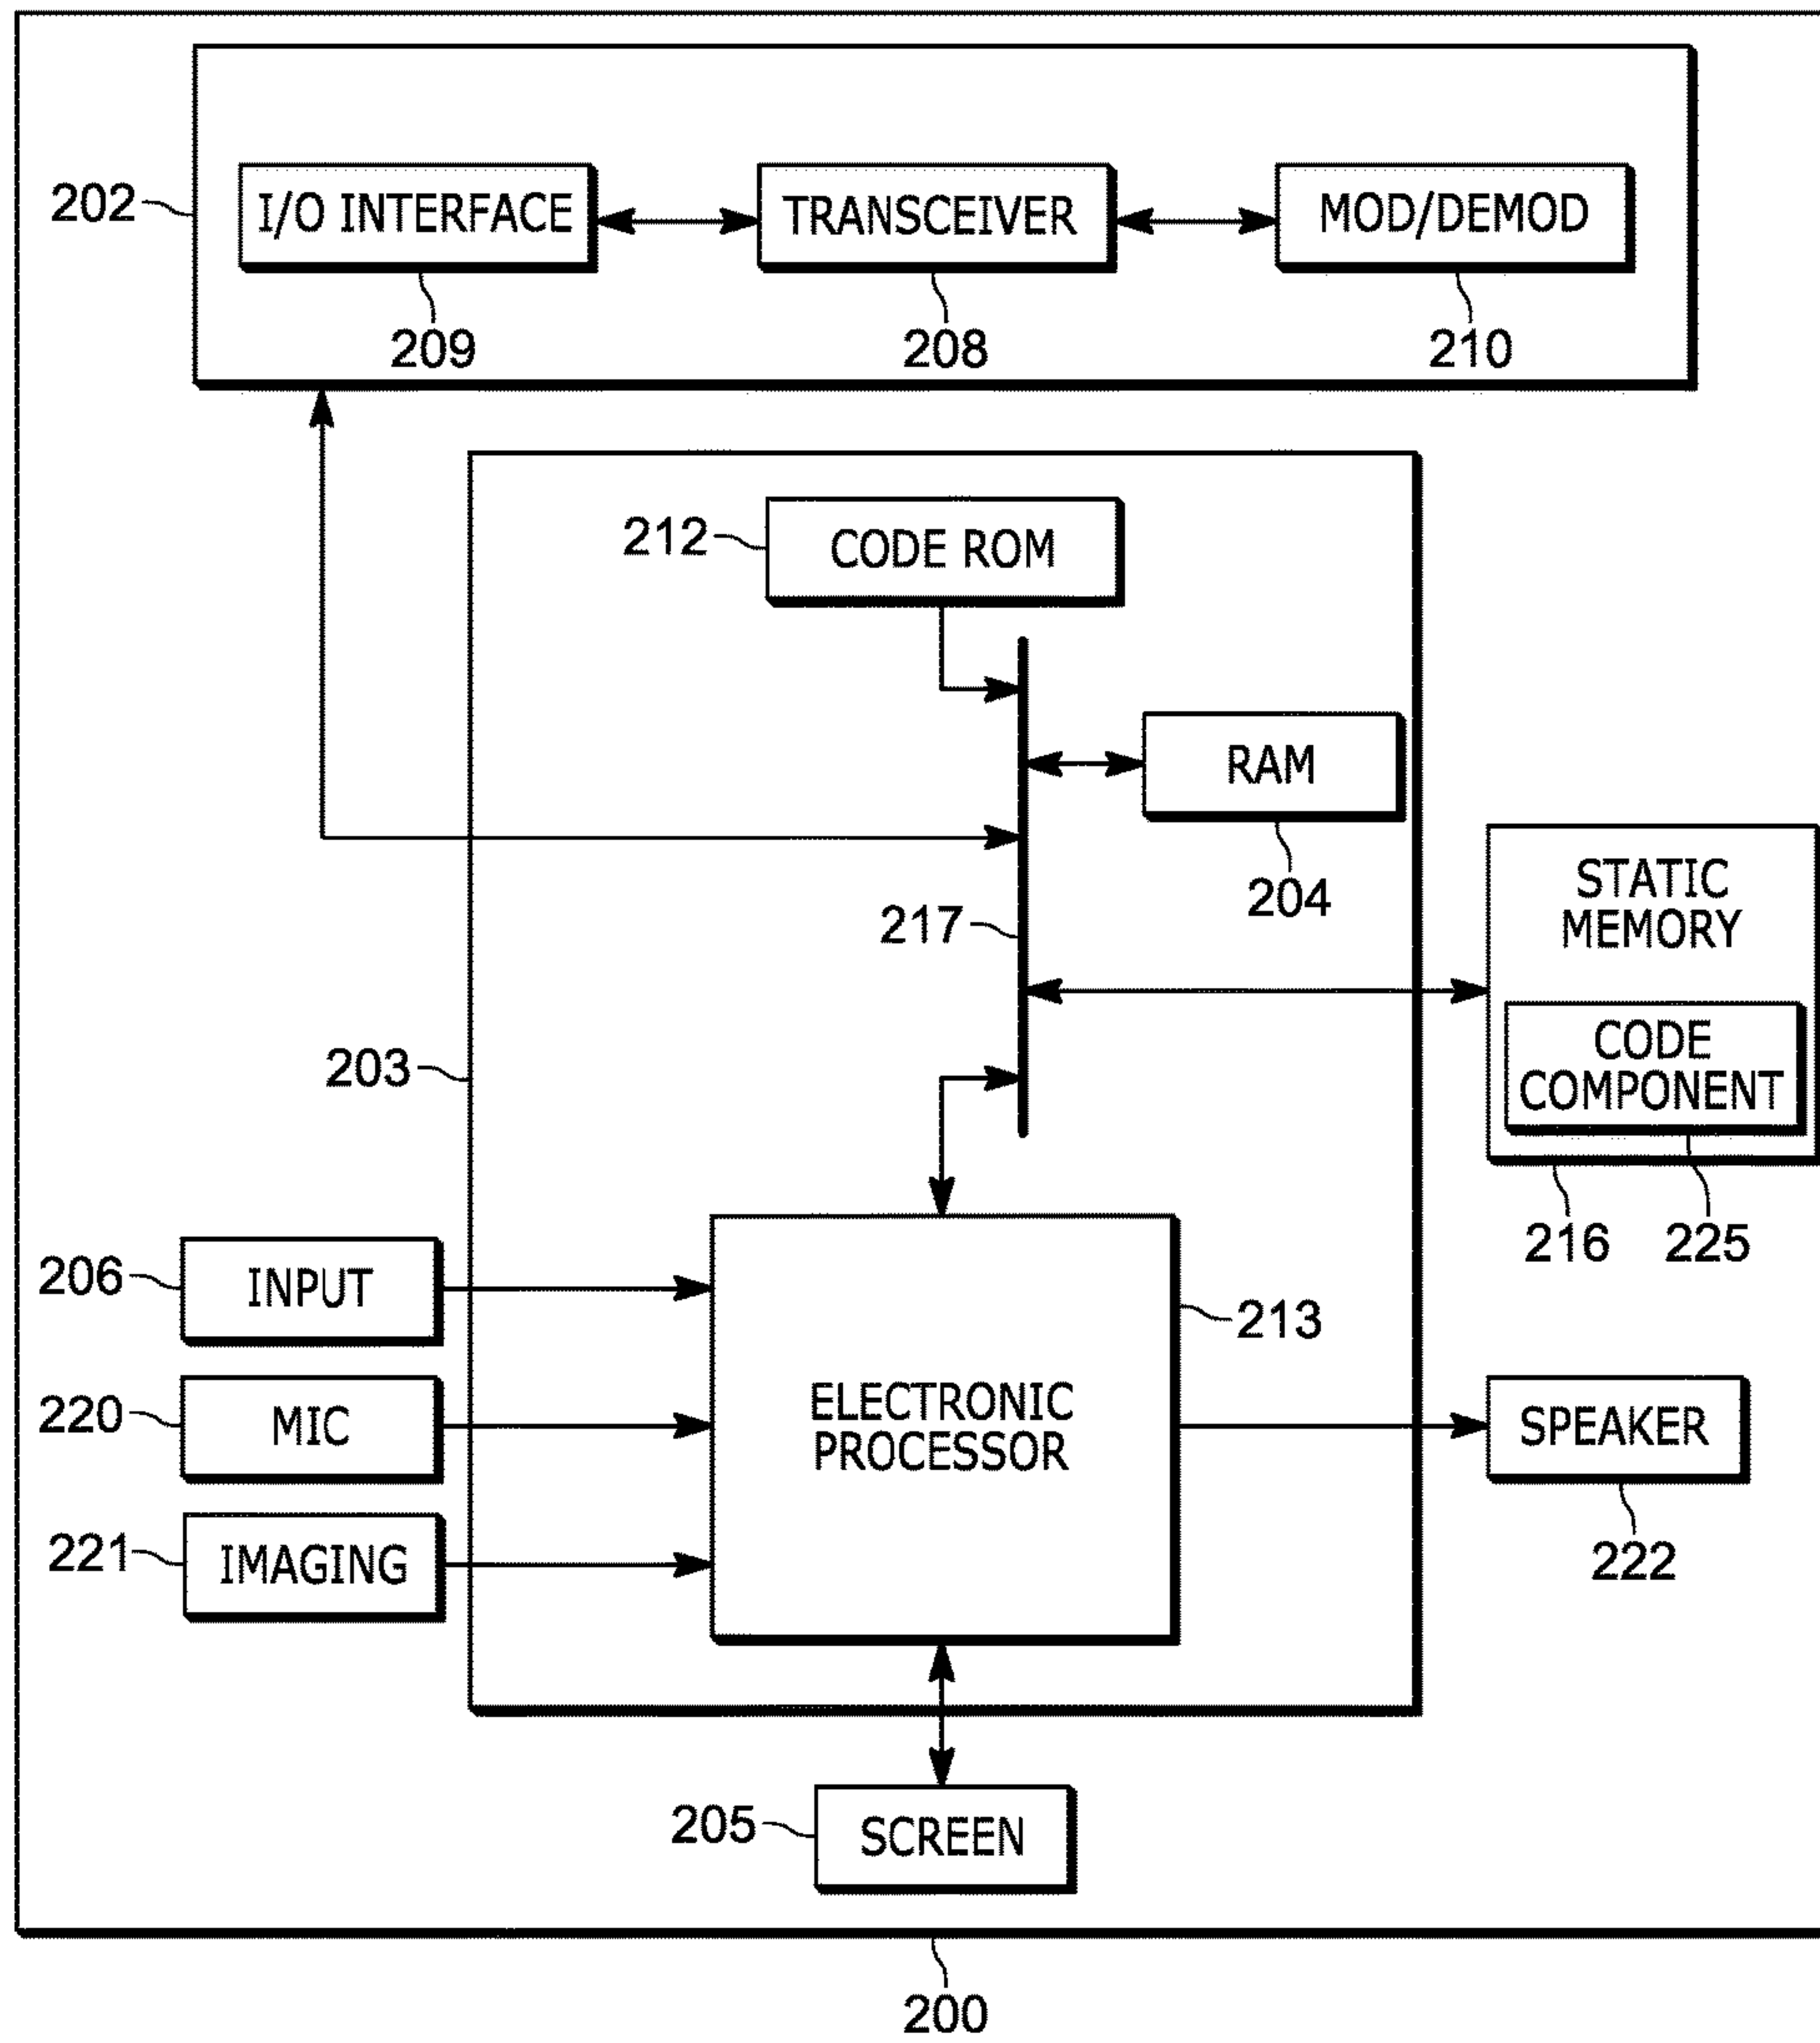 202
I/O INTERFACE
TRANSCEIVER
MOD/DEMOD
209
208
210
212
CODE ROM
RAM
204
217
STATIC
MEMORY
CODE
COMPONENT
203
216
225
206
INPUT
213
220
MIC
ELECTRONIC
PROCESSOR
SPEAKER
221
IMAGING
222
205
SCREEN
200